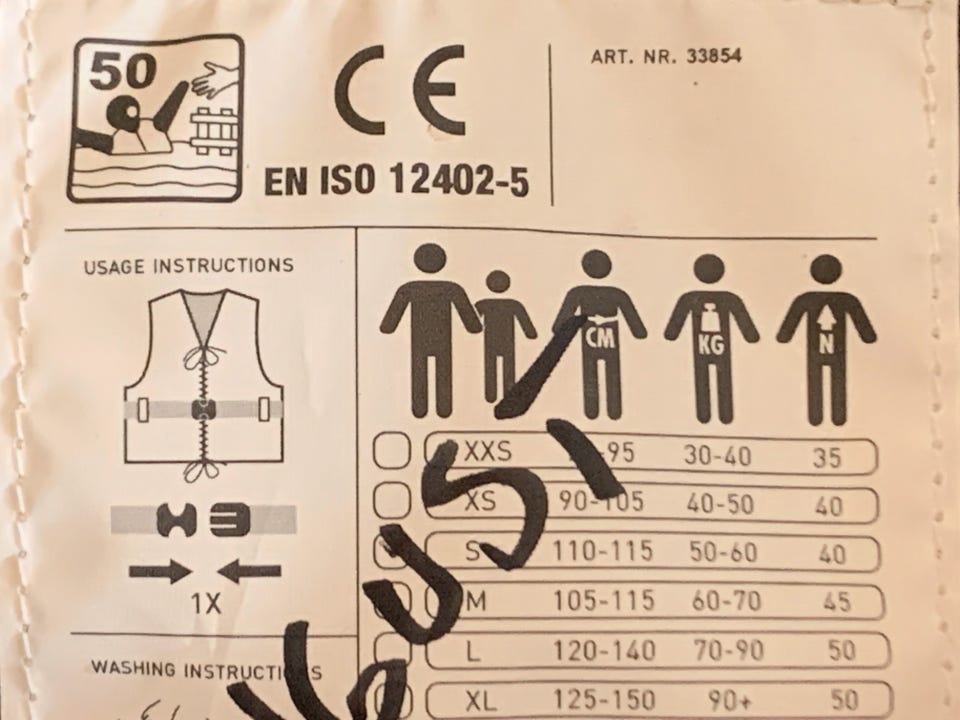 50
CE
EN ISO 12402-5
ART. NR. 33854
USAGE INSTRUCTIONS
1X
WASHING INSTRUCTIONS
CM KG N
XXS -95 30-40 35
XS 90-105 40-50 40
S 110-115 50-60 40
M 105-115 60-70 45
L 120-140 70-90 50
XL 125-150 90+ 50